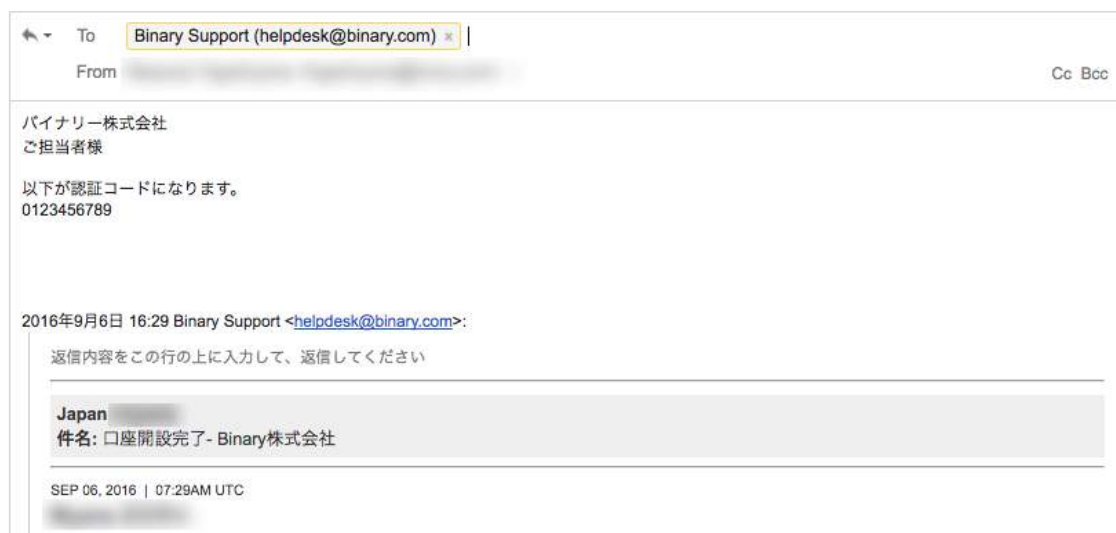 To Binary Support (helpdesk@binary.com) ×
From
Cc Bcc
バイナリー株式会社
ご担当者様
以下が認証コードになります。
0123456789
2016年9月6日 16:29 Binary Support <helpdesk@binary.com>:
返信内容をこの行の上に入力して、返信してください
Japan
件名: 口座開設完了- Binary株式会社
SEP 06, 2016 | 07:29AM UTC